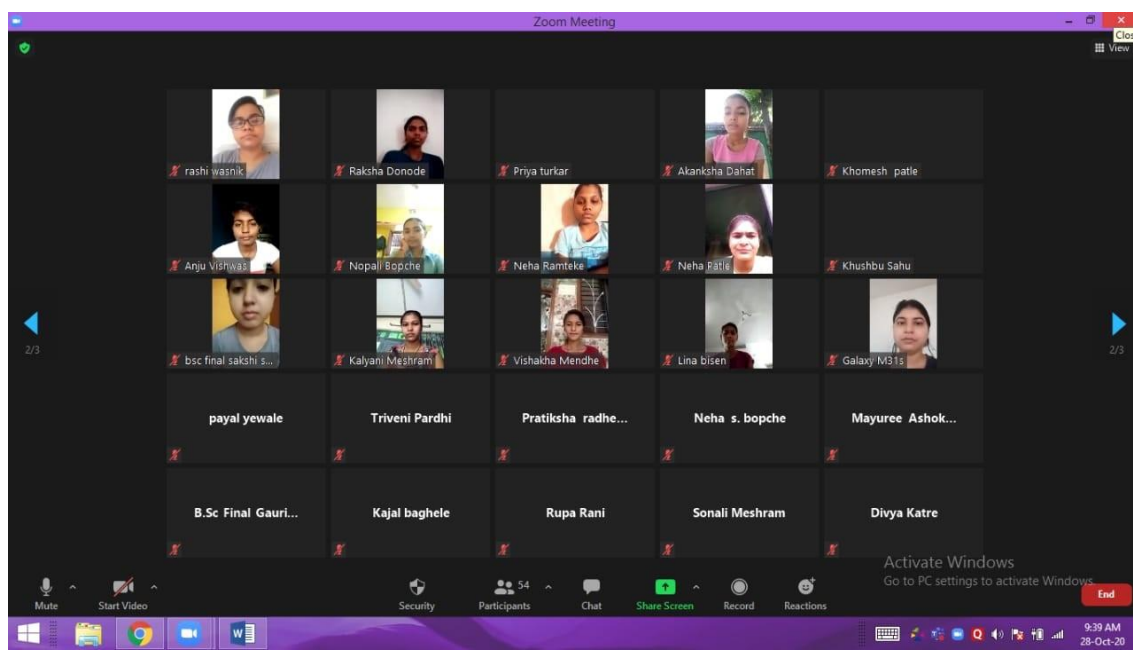 Zoom Meeting
Clos
View
rashi wasnik
Raksha Donode
Priya turkar
Akanksha Dahat
Khomesh patle
Anju Vishwas
Nopali Bopche
Neha Ramteke
Neha Patle
Khushbu Sahu
bsc final sakshi s...
Kalyani Meshram
Vishakha Mendhe
Lina bisen
Galaxy M31s
2/3
2/3
payal yewale
Triveni Pardhi
Pratiksha radhe...
Neha s. bopche
Mayuree Ashok...
B.Sc Final Gauri...
Kajal baghele
Rupa Rani
Sonali Meshram
Divya Katre
Activate Windows
Go to PC settings to activate Windows.
Mute
Start Video
Security
54
Participants
Chat
Share Screen
Record
Reactions
End
9:39 AM
28-Oct-20